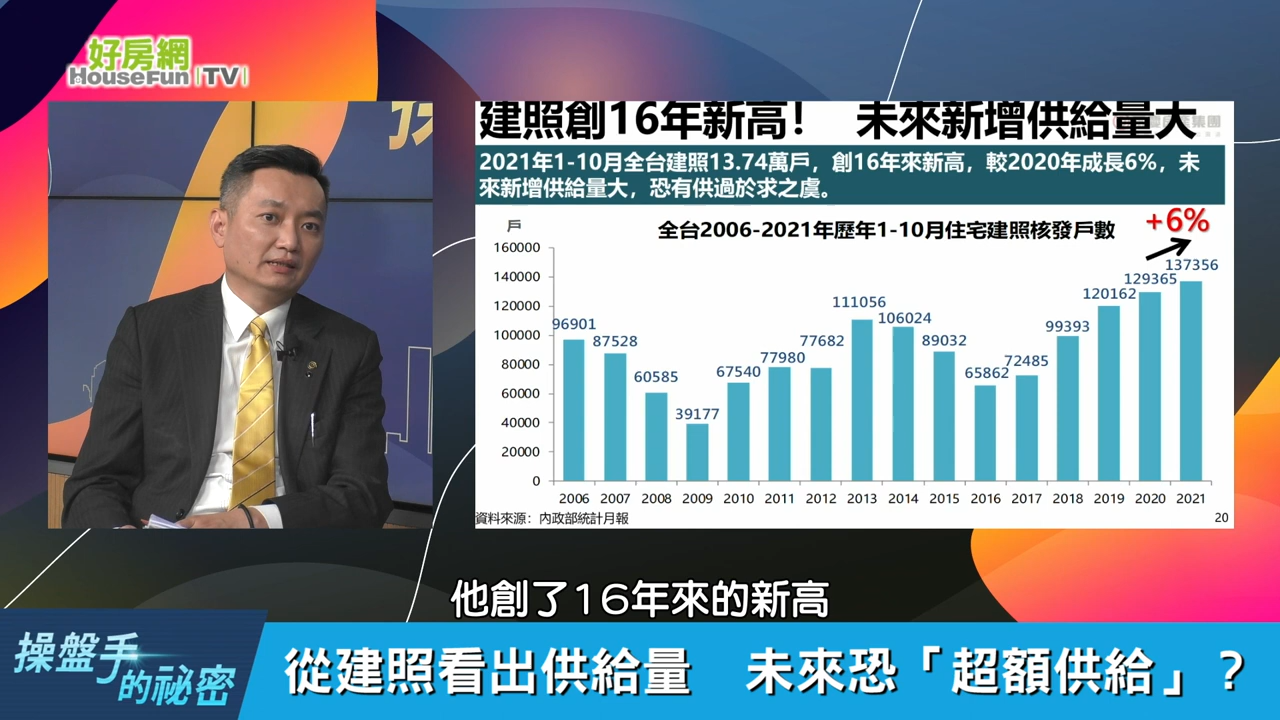 好房網
HouseFun TV
建照創16年新高! 未來新增供給量大
2021年1-10月全台建照13.74萬戶，創16年來新高，較2020年成長6%，未
來新增供給量大，恐有供過於求之虞。
戶
全台2006-2021年歷年1-10月住宅建照核發戶數
+6%
160000
140000
120000
100000
80000
60000
40000
20000
0
96901
87528
60585
39177
67540
77980
77682
111056
106024
89032
65862
72485
99393
120162
129365
137356
2006 2007 2008 2009 2010 2011 2012 2013 2014 2015 2016 2017 2018 2019 2020 2021
資料來源：內政部統計月報
20
他創了16年來的新高
操盤手
的祕密
從建照看出供給量 未來恐「超額供給」?